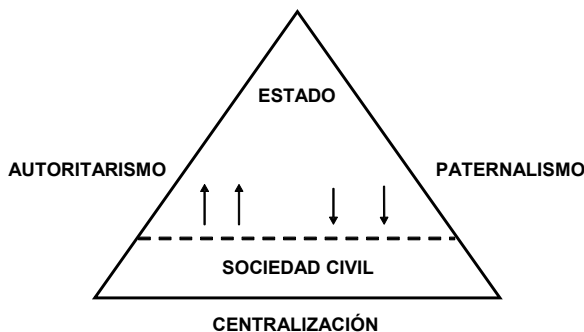 ESTADO
AUTORITARISMO
PATERNALISMO
SOCIEDAD CIVIL
CENTRALIZACIÓN